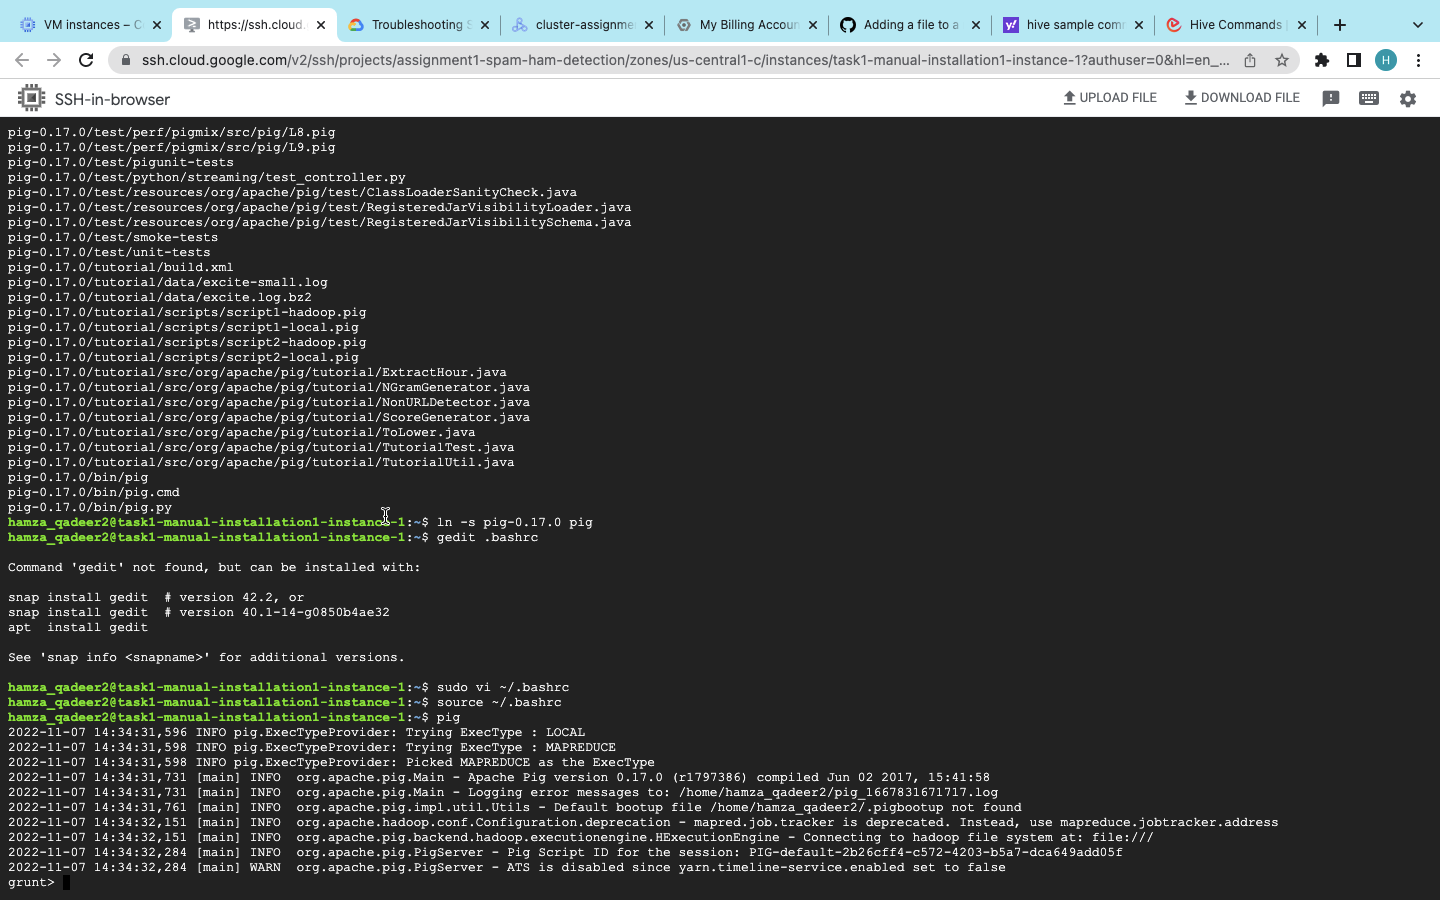 VM instances – C
https://ssh.cloud.
Troubleshooting S
cluster-assignme
My Billing Accoun
Adding a file to a
hive sample com
Hive Commands
ssh.cloud.google.com/v2/ssh/projects/assignment1-spam-ham-detection/zones/us-central1-c/instances/task1-manual-installation1-instance-1?authuser=0&hl=en_...
H
SSH-in-browser
UPLOAD FILE
DOWNLOAD FILE
pig-0.17.0/test/perf/pigmix/src/pig/L8.pig
pig-0.17.0/test/perf/pigmix/src/pig/L9.pig
pig-0.17.0/test/pigunit-tests
pig-0.17.0/test/python/streaming/test_controller.py
pig-0.17.0/test/resources/org/apache/pig/test/ClassLoaderSanityCheck.java
pig-0.17.0/test/resources/org/apache/pig/test/RegisteredJarVisibilityLoader.java
pig-0.17.0/test/resources/org/apache/pig/test/RegisteredJarVisibilitySchema.java
pig-0.17.0/test/smoke-tests
pig-0.17.0/test/unit-tests
pig-0.17.0/tutorial/build.xml
pig-0.17.0/tutorial/data/excite-small.log
pig-0.17.0/tutorial/data/excite.log.bz2
pig-0.17.0/tutorial/scripts/script1-hadoop.pig
pig-0.17.0/tutorial/scripts/script1-local.pig
pig-0.17.0/tutorial/scripts/script2-hadoop.pig
pig-0.17.0/tutorial/scripts/script2-local.pig
pig-0.17.0/tutorial/src/org/apache/pig/tutorial/ExtractHour.java
pig-0.17.0/tutorial/src/org/apache/pig/tutorial/NGramGenerator.java
pig-0.17.0/tutorial/src/org/apache/pig/tutorial/NonURLDetector.java
pig-0.17.0/tutorial/src/org/apache/pig/tutorial/ScoreGenerator.java
pig-0.17.0/tutorial/src/org/apache/pig/tutorial/ToLower.java
pig-0.17.0/tutorial/src/org/apache/pig/tutorial/TutorialTest.java
pig-0.17.0/tutorial/src/org/apache/pig/tutorial/TutorialUtil.java
pig-0.17.0/bin/pig
pig-0.17.0/bin/pig.cmd
pig-0.17.0/bin/pig.py
hamza_qadeer2@task1-manual-installation1-instance-1:~$ ln -s pig-0.17.0 pig
hamza_qadeer2@task1-manual-installation1-instance-1:~$ gedit .bashrc
Command 'gedit' not found, but can be installed with:
snap install gedit  # version 42.2, or
snap install gedit  # version 40.1-14-g0850b4ae32
apt  install gedit
See 'snap info <snapname>' for additional versions.
hamza_qadeer2@task1-manual-installation1-instance-1:~$ sudo vi ~/.bashrc
hamza_qadeer2@task1-manual-installation1-instance-1:~$ source ~/.bashrc
hamza_qadeer2@task1-manual-installation1-instance-1:~$ pig
2022-11-07 14:34:31,596 INFO pig.ExecTypeProvider: Trying ExecType : LOCAL
2022-11-07 14:34:31,598 INFO pig.ExecTypeProvider: Trying ExecType : MAPREDUCE
2022-11-07 14:34:31,598 INFO pig.ExecTypeProvider: Picked MAPREDUCE as the ExecType
2022-11-07 14:34:31,731 [main] INFO  org.apache.pig.Main - Apache Pig version 0.17.0 (r1797386) compiled Jun 02 2017, 15:41:58
2022-11-07 14:34:31,731 [main] INFO  org.apache.pig.Main - Logging error messages to: /home/hamza_qadeer2/pig_1667831671717.log
2022-11-07 14:34:31,761 [main] INFO  org.apache.pig.impl.util.Utils - Default bootup file /home/hamza_qadeer2/.pigbootup not found
2022-11-07 14:34:32,151 [main] INFO  org.apache.hadoop.conf.Configuration.deprecation - mapred.job.tracker is deprecated. Instead, use mapreduce.jobtracker.address
2022-11-07 14:34:32,151 [main] INFO  org.apache.pig.backend.hadoop.executionengine.HExecutionEngine - Connecting to hadoop file system at: file:///
2022-11-07 14:34:32,284 [main] INFO  org.apache.pig.PigServer - Pig Script ID for the session: PIG-default-2b26cff4-c572-4203-b5a7-dca649add05f
2022-11-07 14:34:32,284 [main] WARN  org.apache.pig.PigServer - ATS is disabled since yarn.timeline-service.enabled set to false
grunt>